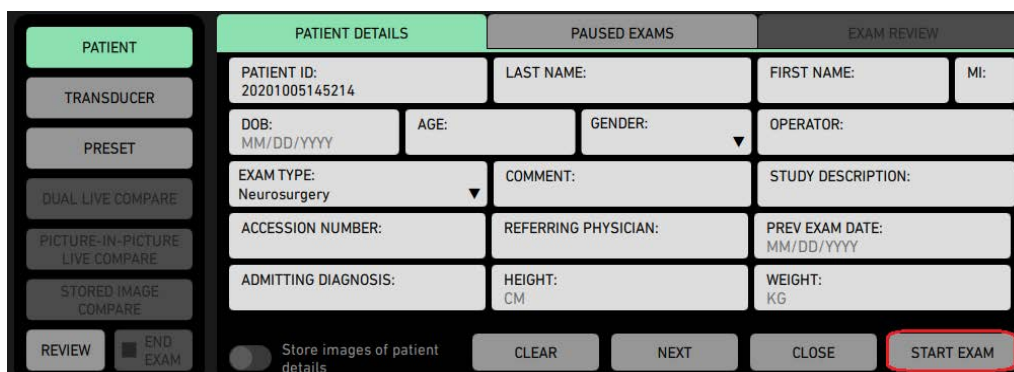 PATIENT
TRANSDUCER
PRESET
DUAL LIVE COMPARE
PICTURE-IN-PICTURE
LIVE COMPARE
STORED IMAGE
COMPARE
REVIEW
END
EXAM
PATIENT DETAILS
PAUSED EXAMS
EXAM REVIEW
PATIENT ID:
20201005145214
LAST NAME:
FIRST NAME:
MI:
DOB:
MM/DD/YYYY
AGE:
GENDER:
OPERATOR:
EXAM TYPE:
Neurosurgery
COMMENT:
STUDY DESCRIPTION:
ACCESSION NUMBER:
REFERRING PHYSICIAN:
PREV EXAM DATE:
MM/DD/YYYY
ADMITTING DIAGNOSIS:
HEIGHT:
CM
WEIGHT:
KG
Store images of patient
details
CLEAR
NEXT
CLOSE
START EXAM